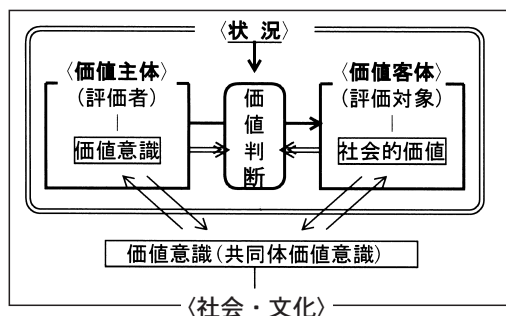 〈状 況〉
〈価値主体〉
(評価者)
価値意識
価値判断
〈価値客体〉
(評価対象)
社会的価値
価値意識(共同体価値意識)
〈社会・文化〉